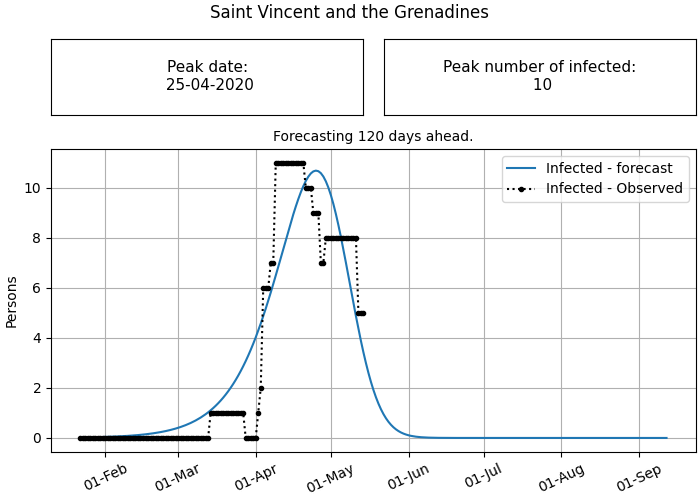 Saint Vincent and the Grenadines
Peak date:
25-04-2020
Peak number of infected:
10
Forecasting 120 days ahead.
Infected - forecast
Infected - Observed
Persons
10
8
6
4
2
0
01-Feb
01-Mar
01-Apr
01-May
01-Jun
01-Jul
01-Aug
01-Sep